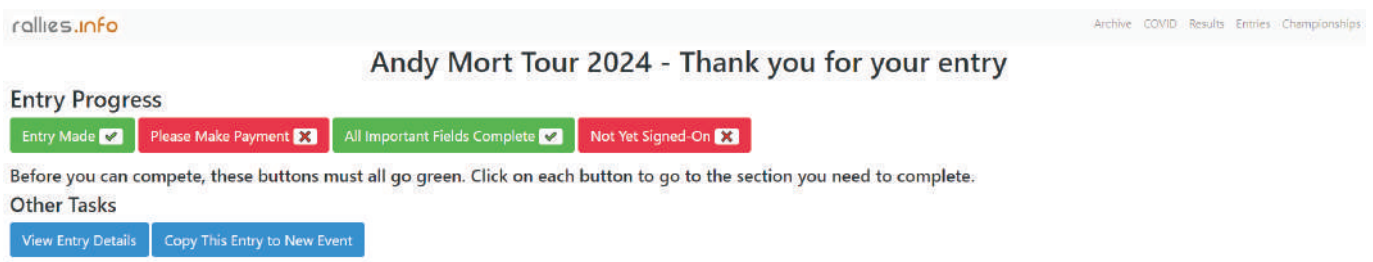 rallies.info
Archive COVID Results Entries Championships
Andy Mort Tour 2024 - Thank you for your entry
Entry Progress
Entry Made Please Make Payment All Important Fields Complete Not Yet Signed-On
Before you can compete, these buttons must all go green. Click on each button to go to the section you need to complete.
Other Tasks
View Entry Details Copy This Entry to New Event